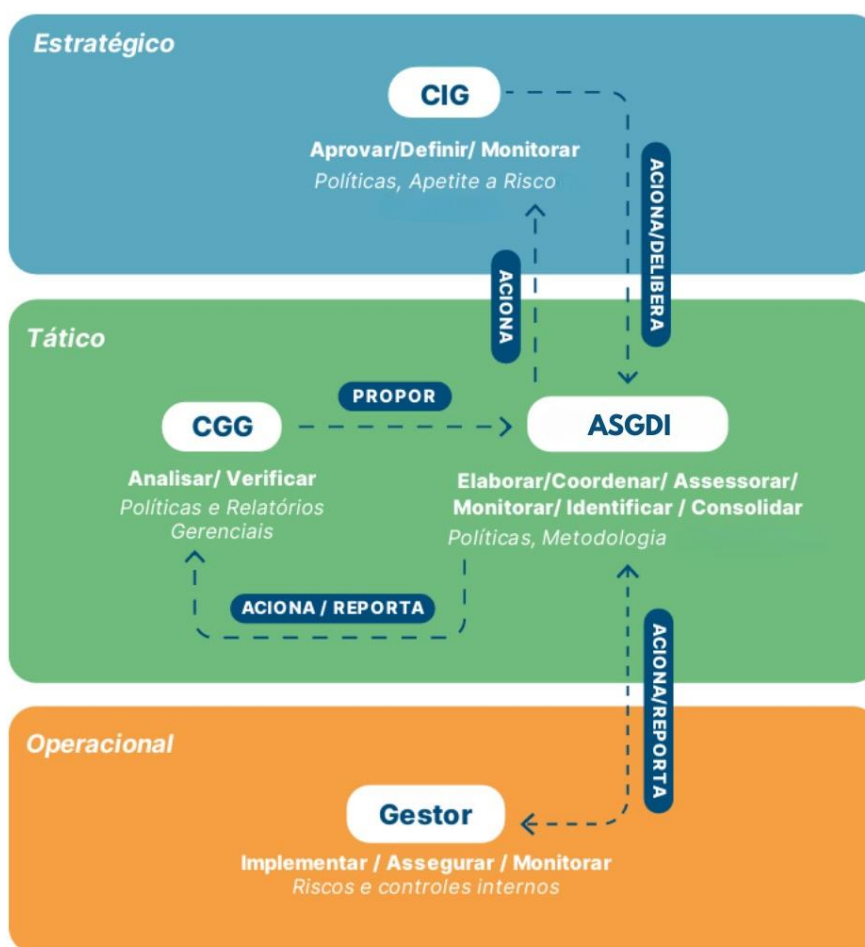 Estratégico
CIG
Aprovar/Definir/ Monitorar
Políticas, Apetite a Risco
ACIONA/DELIBERA
ACIONA
Tático
PROPOR
CGG
ASGDI
Analisar/ Verificar
Políticas e Relatórios
Gerenciais
Elaborar/Coordenar/ Assessorar/
Monitorar/ Identificar / Consolidar
Políticas, Metodologia
ACIONA / REPORTA
ACIONA/REPORTA
Operacional
Gestor
Implementar / Assegurar / Monitorar
Riscos e controles internos